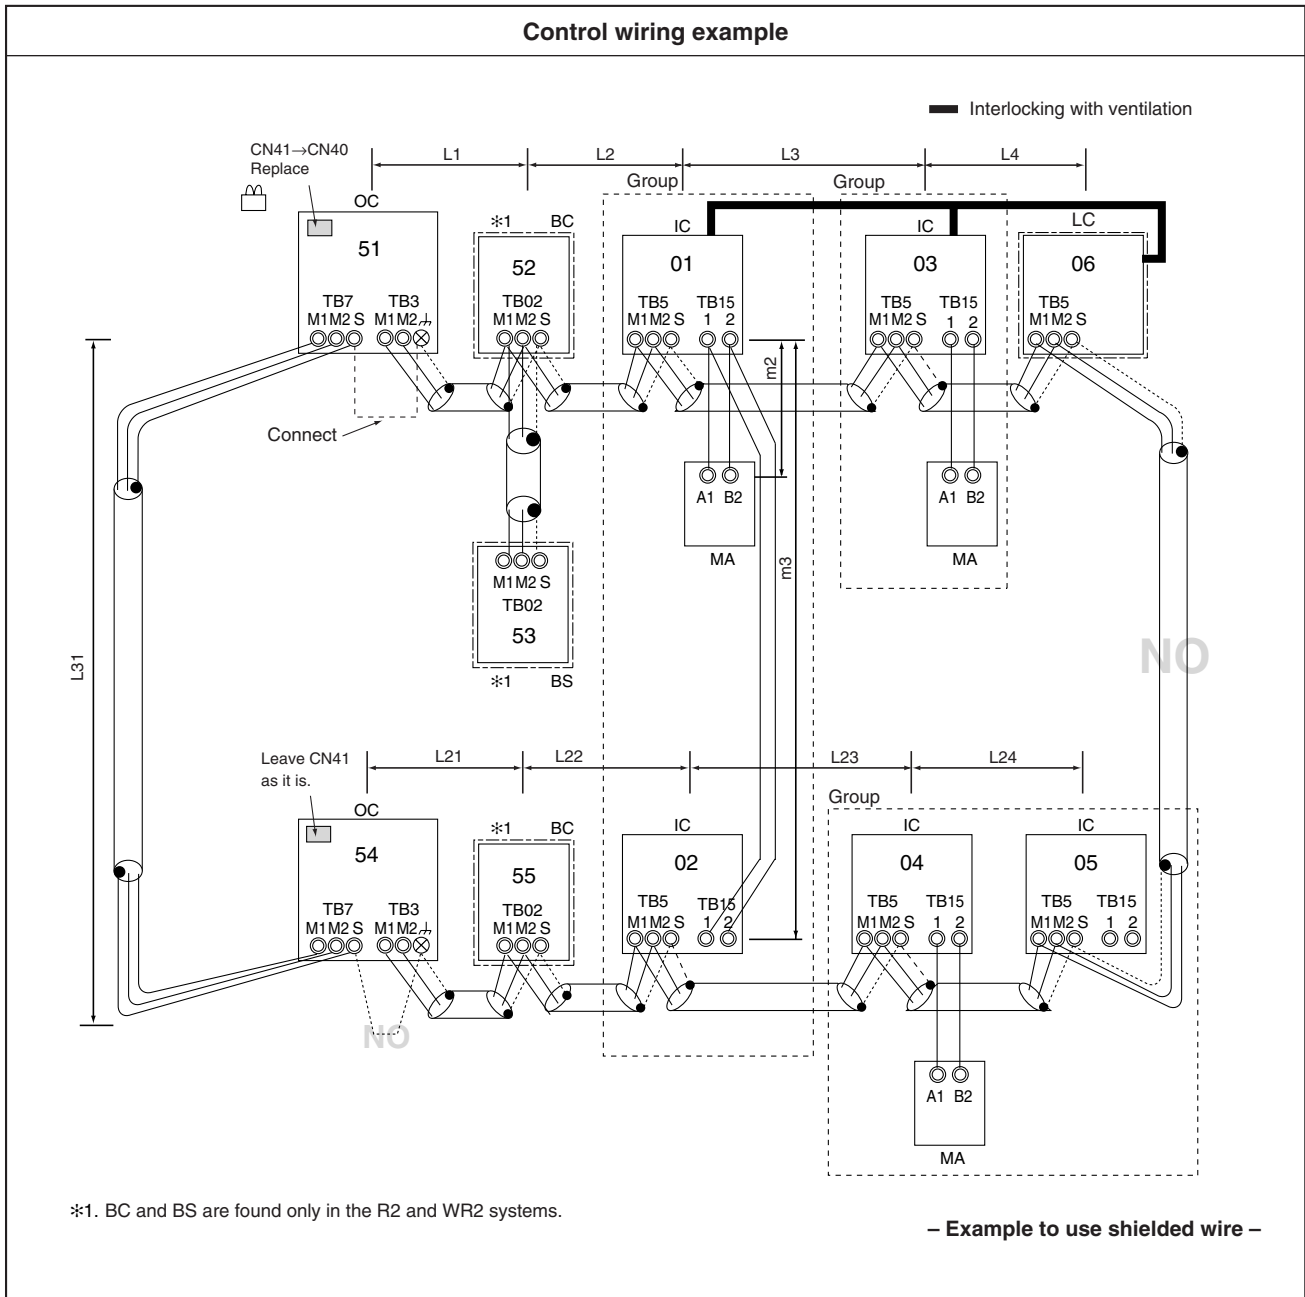 Control wiring example
Interlocking with ventilation
CN41→CN40
Replace
L1
L2
L3
L4
Group
Group
OC
51
TB7
TB3
M1 M2 S
M1 M2
*1
BC
52
TB02
M1 M2 S
IC
01
TB5
TB15
M1 M2 S
1 2
IC
03
TB5
TB15
M1 M2 S
1 2
LC
06
TB5
M1 M2 S
Connect
m2
A1 B2
MA
A1 B2
MA
m3
M1 M2 S
TB02
53
*1
BS
L31
NO
Leave CN41
as it is.
L21
L22
L23
L24
Group
OC
54
TB7
TB3
M1 M2 S
M1 M2
*1
BC
55
TB02
M1 M2 S
IC
02
TB5
TB15
M1 M2 S
1 2
IC
04
TB5
TB15
M1 M2 S
1 2
IC
05
TB5
TB15
M1 M2 S
1 2
NO
A1 B2
MA
*1. BC and BS are found only in the R2 and WR2 systems.
– Example to use shielded wire –